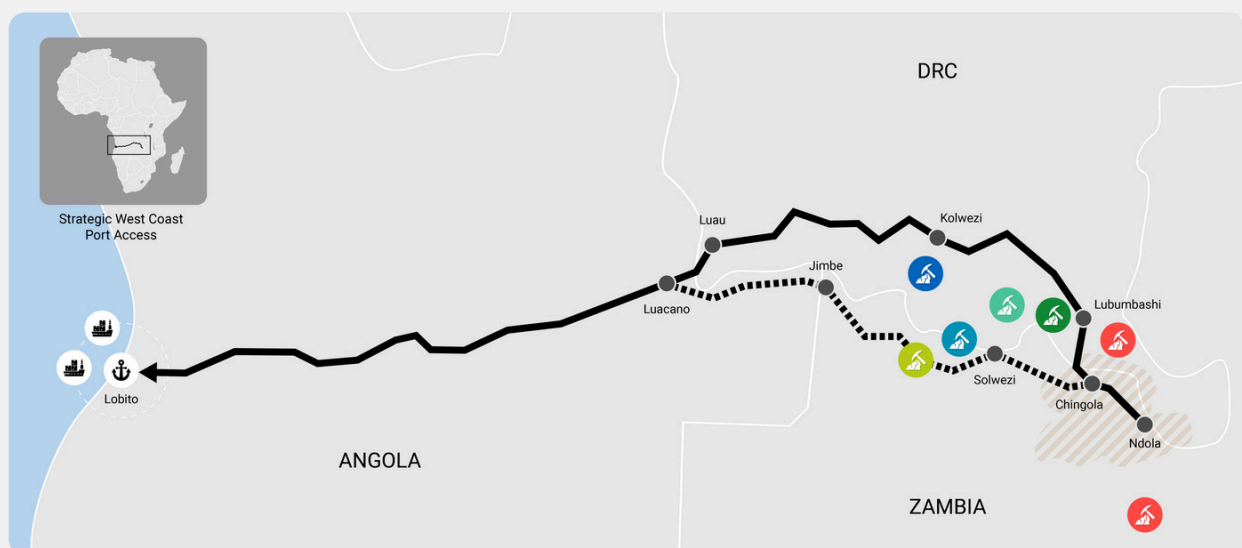 DRC
Strategic West Coast
Port Access
Luau
Kolwezi
Jimbe
Luacano
Lubumbashi
Solwezi
Lobito
Chingola
Ndola
ANGOLA
ZAMBIA